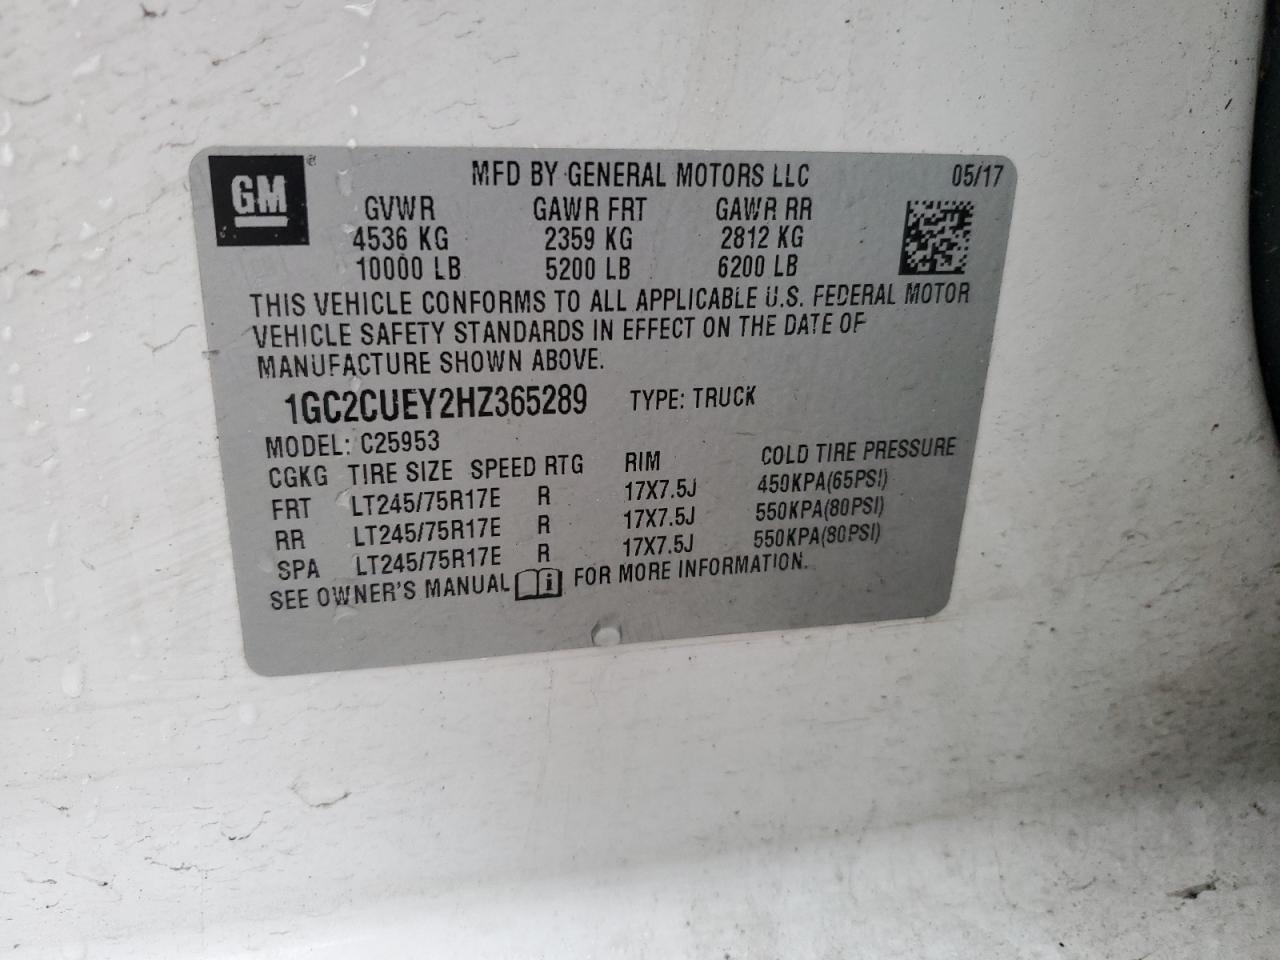 GM ®
MFD BY GENERAL MOTORS LLC 05/17
GVWR GAWR FRT GAWR RR
4536 KG 2359 KG 2812 KG
10000 LB 5200 LB 6200 LB
THIS VEHICLE CONFORMS TO ALL APPLICABLE U.S. FEDERAL MOTOR
VEHICLE SAFETY STANDARDS IN EFFECT ON THE DATE OF
MANUFACTURE SHOWN ABOVE.
1GC2CUEY2HZ365289 TYPE: TRUCK
MODEL: C25953
CGKG TIRE SIZE SPEED RTG RIM COLD TIRE PRESSURE
FRT LT245/75R17E R 17X7.5J 450KPA(65PSI)
RR LT245/75R17E R 17X7.5J 550KPA(80PSI)
SPA LT245/75R17E R 17X7.5J 550KPA(80PSI)
SEE OWNER'S MANUAL i FOR MORE INFORMATION.